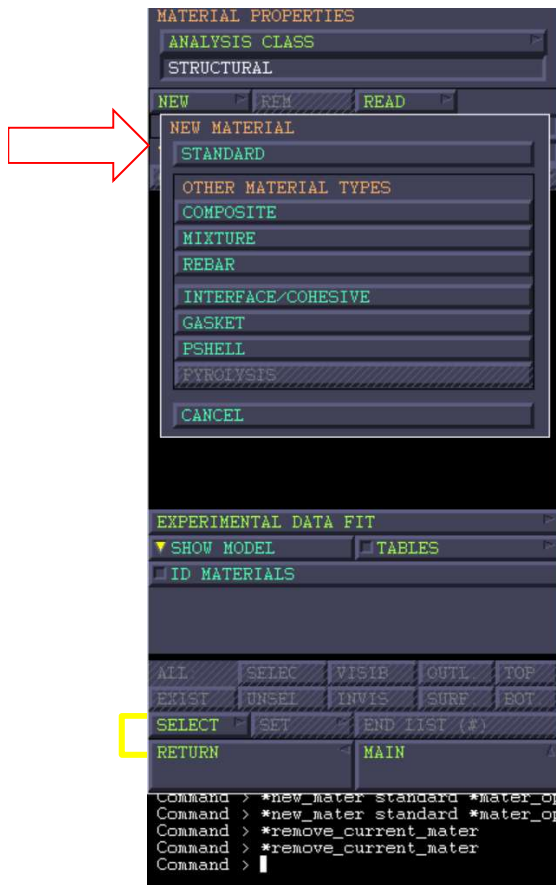 MATERIAL PROPERTIES
ANALYSIS CLASS
STRUCTURAL
NEW REM READ
NEW MATERIAL
STANDARD
OTHER MATERIAL TYPES
COMPOSITE
MIXTURE
REBAR
INTERFACE/COHESIVE
GASKET
PSHELL
PYROLYSIS
CANCEL
EXPERIMENTAL DATA FIT
SHOW MODEL TABLES
ID MATERIALS
ALL SELEC VISIB OUTL TOP
EXIST UNSEL INVIS SURF BOT
SELECT SET END LIST (#)
RETURN MAIN
Command > *new_mater standard *mater_op
Command > *new_mater standard *mater_op
Command > *remove_current_mater
Command > *remove_current_mater
Command >